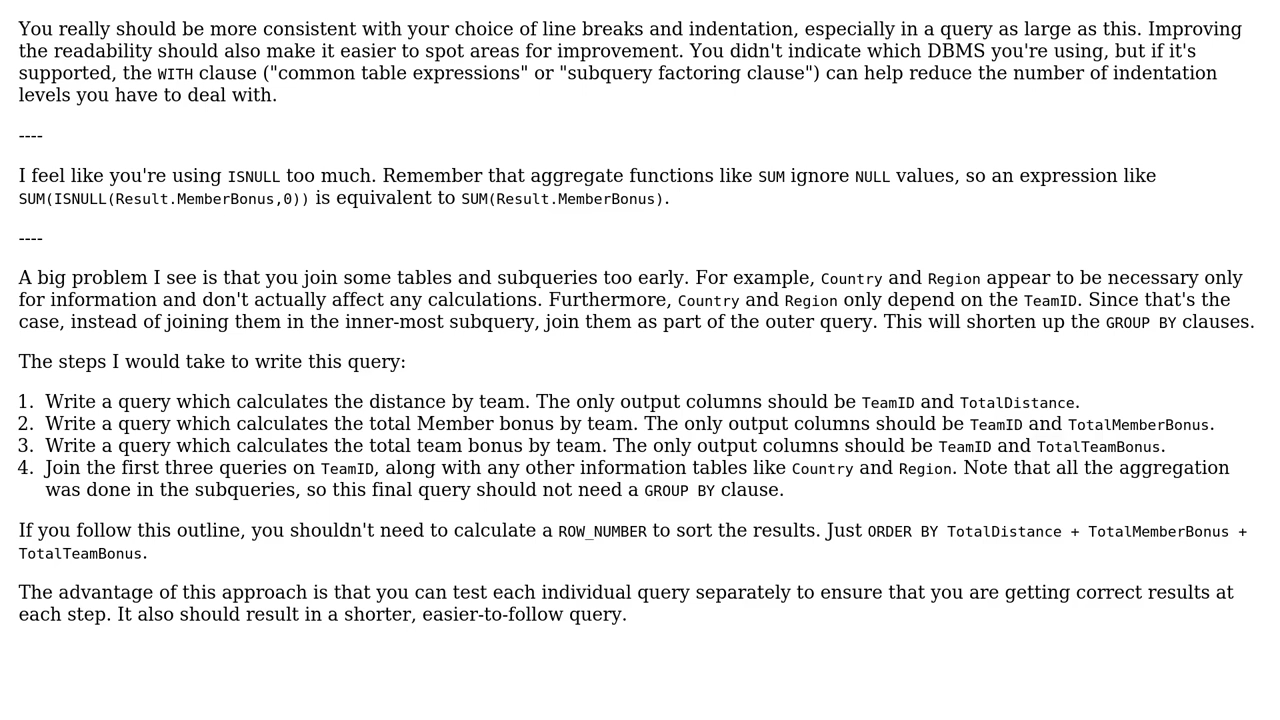 You really should be more consistent with your choice of line breaks and indentation, especially in a query as large as this. Improving
the readability should also make it easier to spot areas for improvement. You didn't indicate which DBMS you're using, but if it's
supported, the WITH clause ("common table expressions" or "subquery factoring clause") can help reduce the number of indentation
levels you have to deal with.
----
I feel like you're using ISNULL too much. Remember that aggregate functions like SUM ignore NULL values, so an expression like
SUM(ISNULL(Result.MemberBonus,0)) is equivalent to SUM(Result.MemberBonus).
----
A big problem I see is that you join some tables and subqueries too early. For example, Country and Region appear to be necessary only
for information and don't actually affect any calculations. Furthermore, Country and Region only depend on the TeamID. Since that's the
case, instead of joining them in the inner-most subquery, join them as part of the outer query. This will shorten up the GROUP BY clauses.
The steps I would take to write this query:
1. Write a query which calculates the distance by team. The only output columns should be TeamID and TotalDistance.
2. Write a query which calculates the total Member bonus by team. The only output columns should be TeamID and TotalMemberBonus.
3. Write a query which calculates the total team bonus by team. The only output columns should be TeamID and TotalTeamBonus.
4. Join the first three queries on TeamID, along with any other information tables like Country and Region. Note that all the aggregation
was done in the subqueries, so this final query should not need a GROUP BY clause.
If you follow this outline, you shouldn't need to calculate a ROW_NUMBER to sort the results. Just ORDER BY TotalDistance + TotalMemberBonus +
TotalTeamBonus.
The advantage of this approach is that you can test each individual query separately to ensure that you are getting correct results at
each step. It also should result in a shorter, easier-to-follow query.